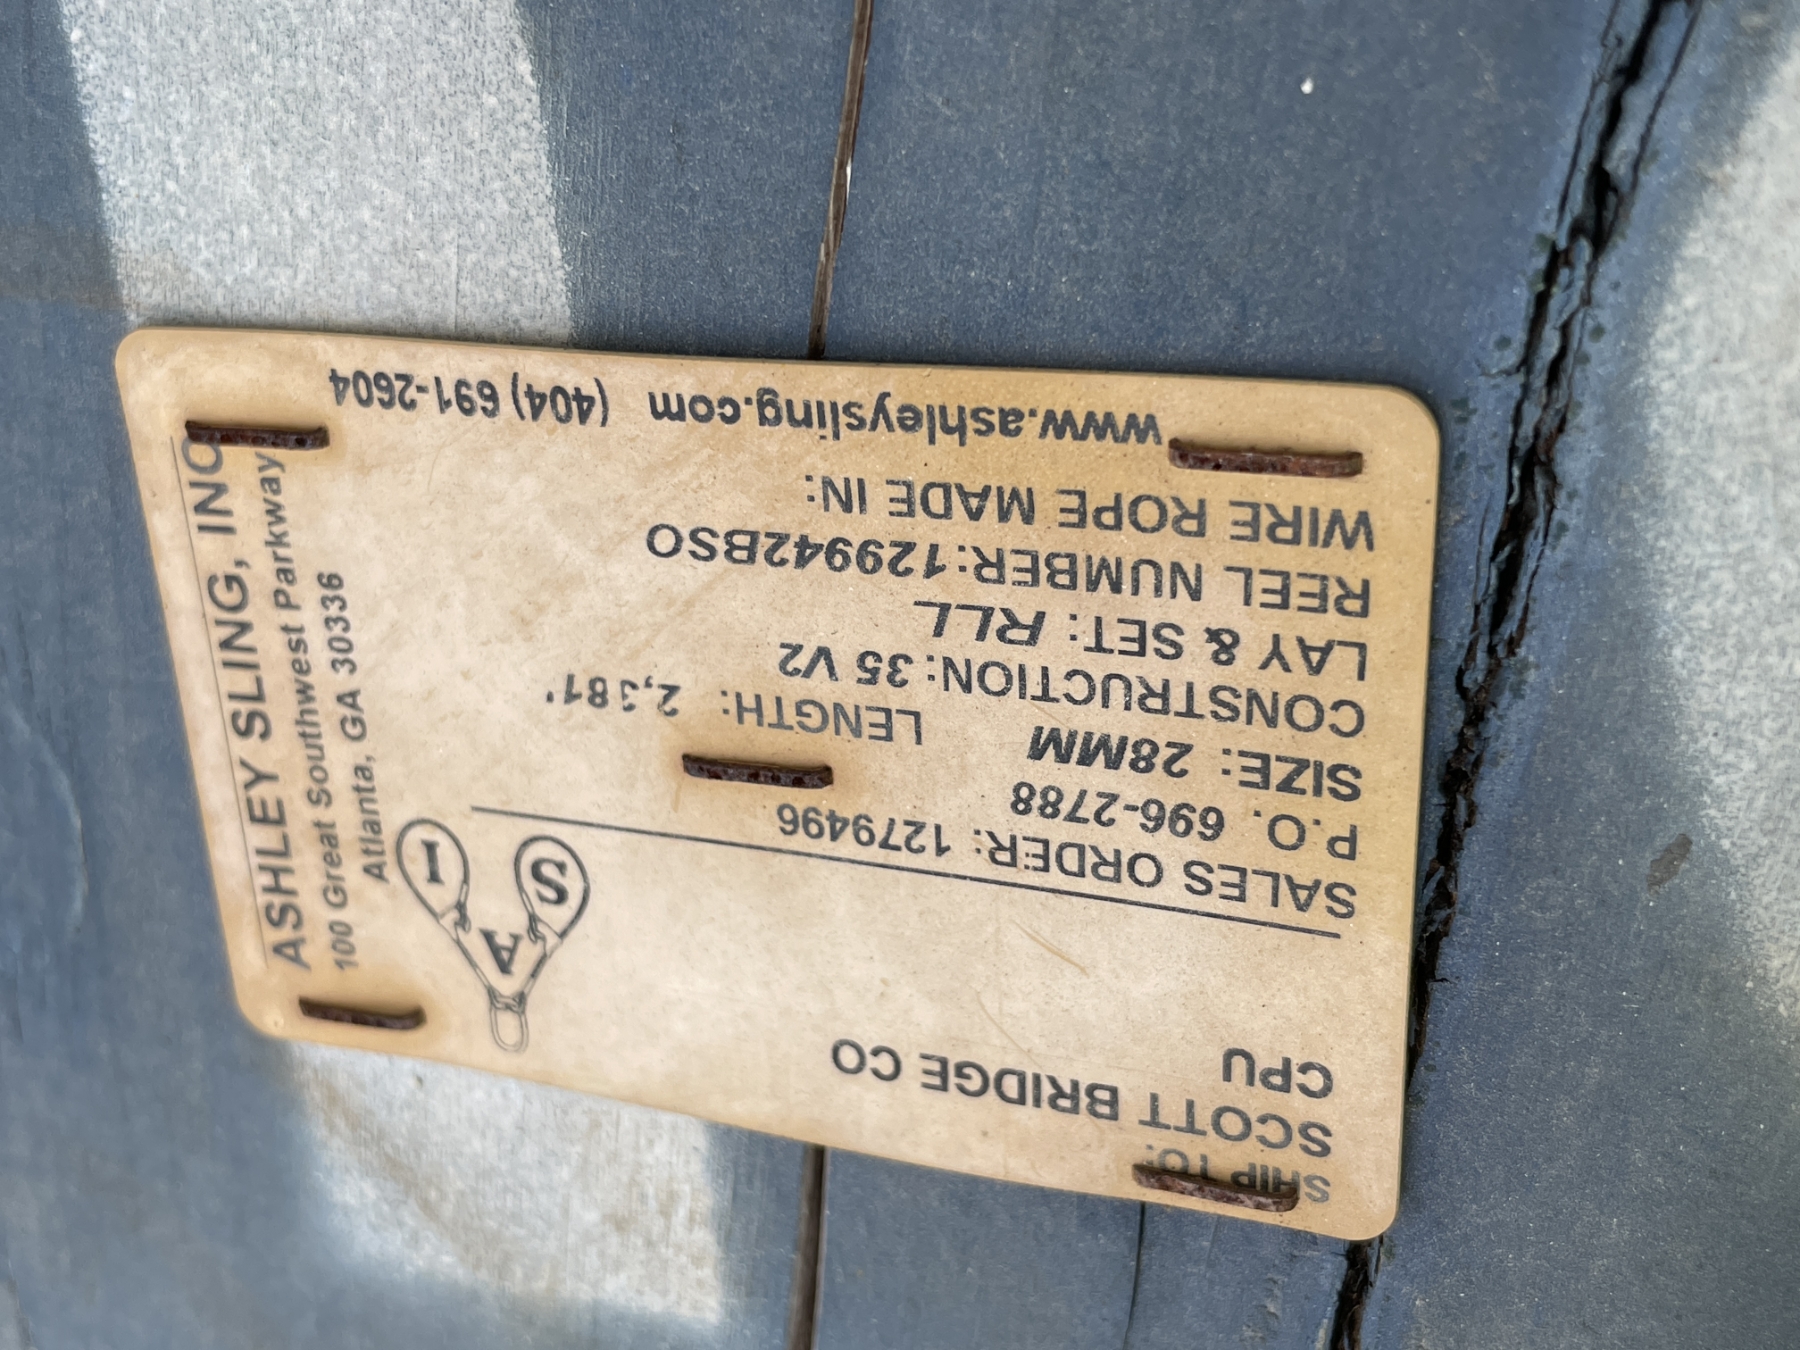 SHIP TO:
SCOTT BRIDGE CO
CPU
SALES ORDER: 1279496
P.O. 696-2788
SIZE: 28MM LENGTH: 2,381'
CONSTRUCTION: 35 V2
LAY & SET: RLL
REEL NUMBER:129942BSO
WIRE ROPE MADE IN:
www.ashleysling.com (404) 691-2604
I A S
ASHLEY SLING, INC
100 Great Southwest Parkway
Atlanta, GA 30336